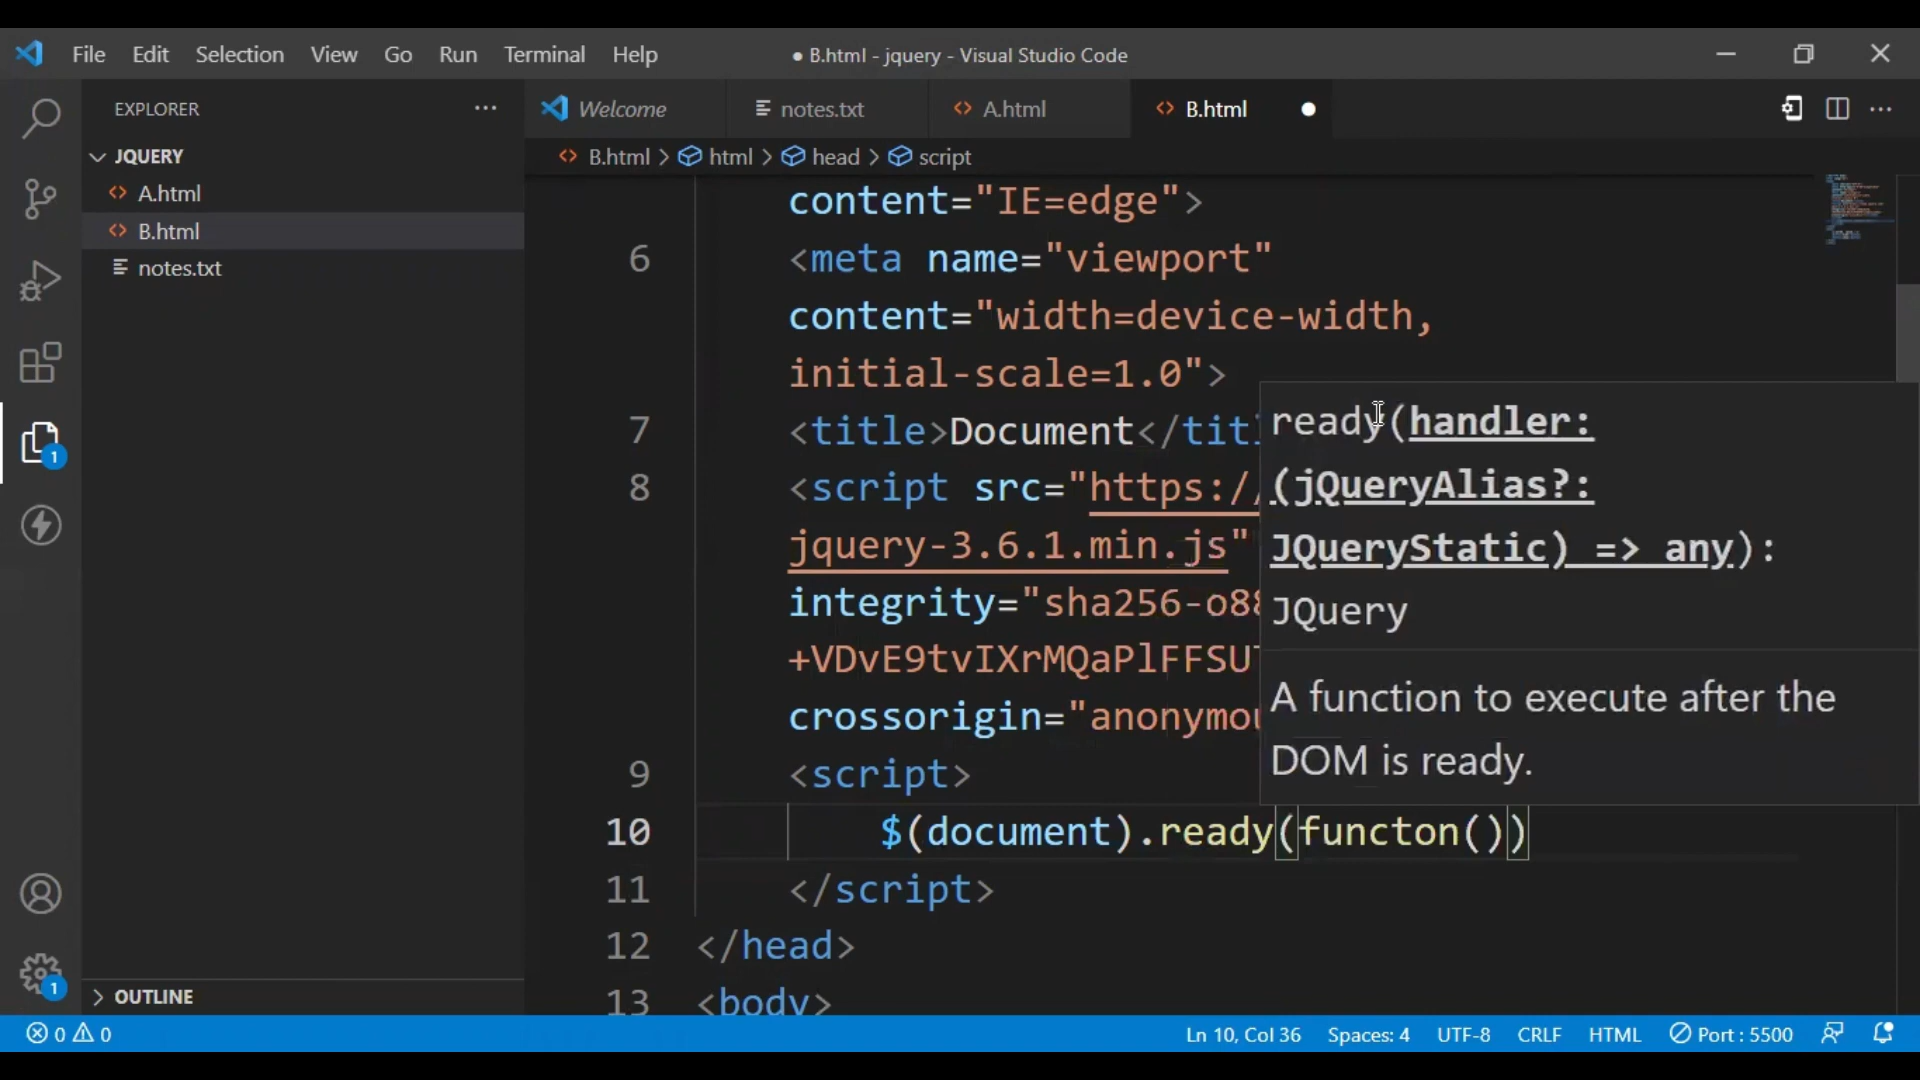 File Edit Selection View Go Run Terminal Help ● B.html - jquery - Visual Studio Code
EXPLORER ···
JQUERY
A.html
B.html
notes.txt
OUTLINE
Welcome notes.txt A.html B.html
B.html > html > head > script
content="IE=edge">
6 <meta name="viewport"
content="width=device-width,
initial-scale=1.0">
7 <title>Document</titl
8 <script src="https://
jquery-3.6.1.min.js"
integrity="sha256-o88
+VDvE9tvIXrMQaPlFFSU
crossorigin="anonymou
9 <script>
10 $(document).ready(functon())
11 </script>
12 </head>
13 <body>
ready(handler:
(jQueryAlias?:
JQueryStatic) => any):
JQuery
A function to execute after the
DOM is ready.
1
1
0 0 Ln 10, Col 36 Spaces: 4 UTF-8 CRLF HTML Port : 5500